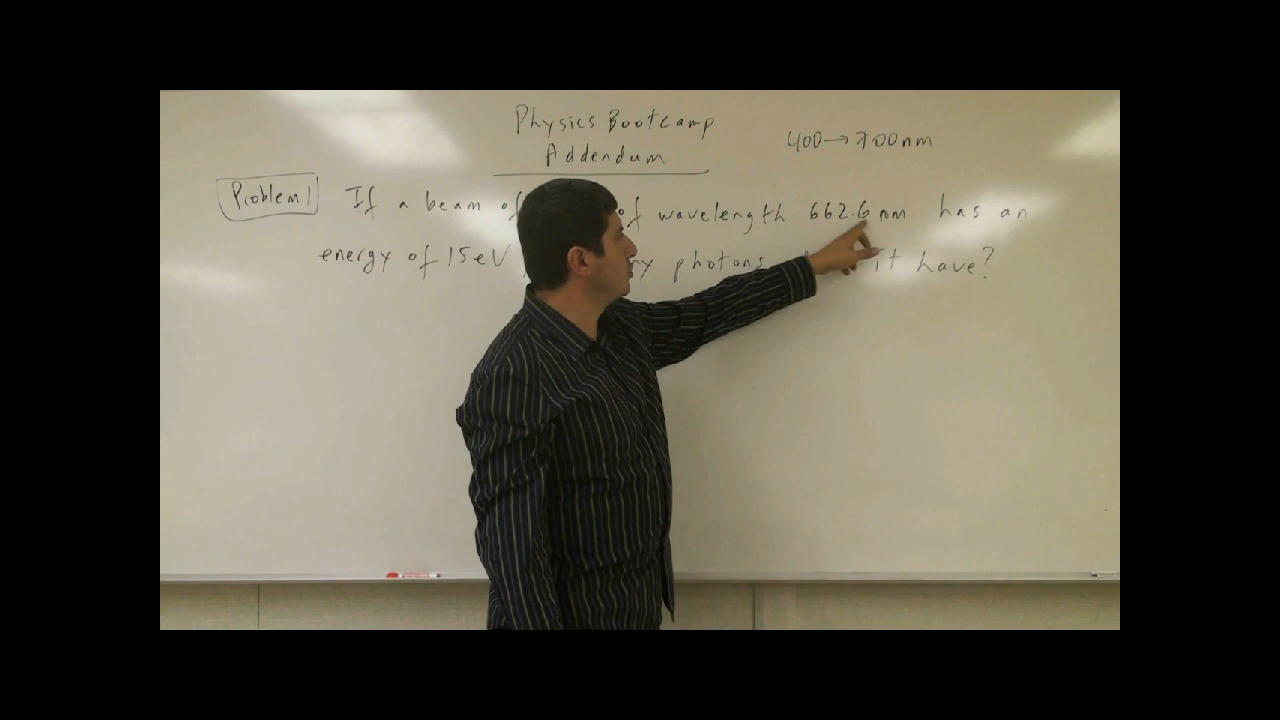 Physics Bootcamp
Addendum
400→700nm
Problem 1
If a beam of of wavelength 662.6nm has an
energy of 15eV photons it have?